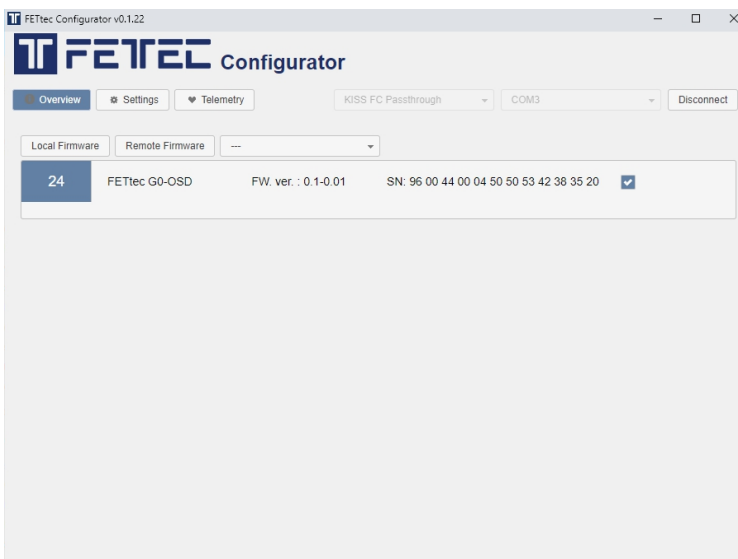 FETtec Configurator v0.1.22
FETTEC Configurator
Overview Settings Telemetry KISS FC Passthrough COM3 Disconnect
Local Firmware Remote Firmware ---
24 FETtec G0-OSD FW. ver. : 0.1-0.01 SN: 96 00 44 00 04 50 50 53 42 38 35 20